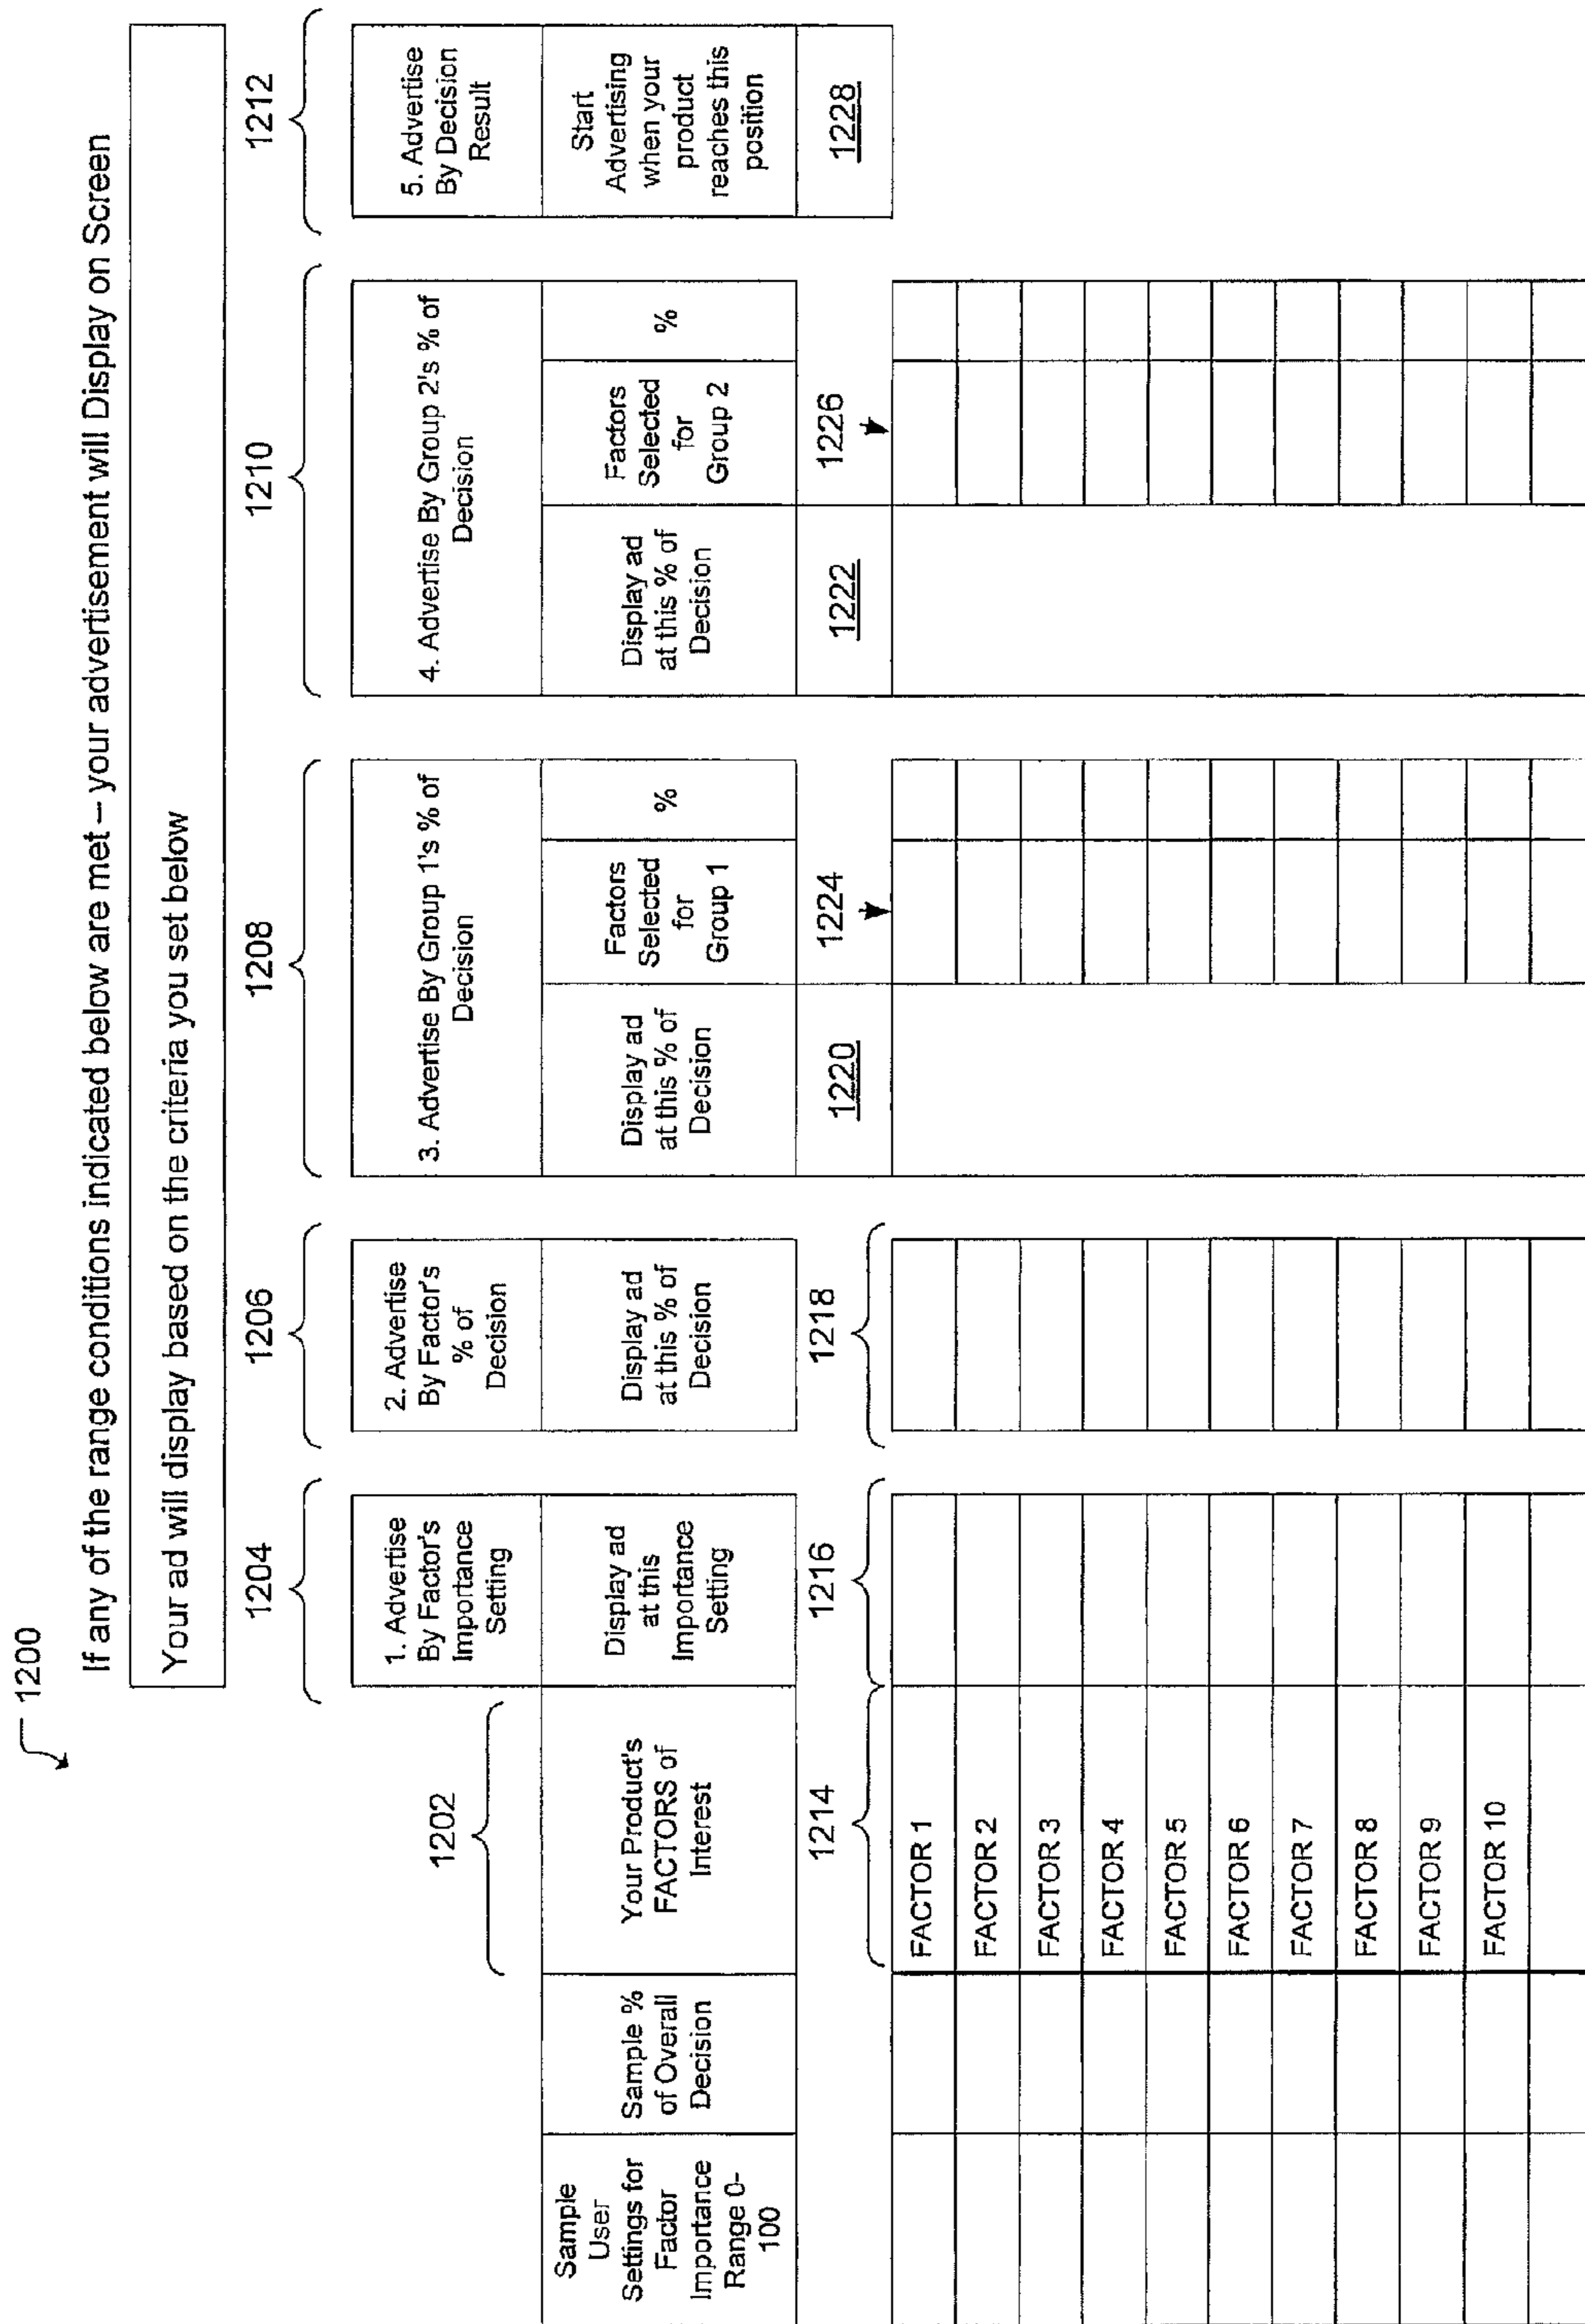 1200
If any of the range conditions indicated below are met – your advertisement will Display on Screen
Your ad will display based on the criteria you set below
1202
1204
1206
1208
1210
1212
1. Advertise
By Factor's
Importance
Setting
2. Advertise
By Factor's
% of
Decision
3. Advertise By Group 1's % of
Decision
4. Advertise By Group 2's % of
Decision
5. Advertise
By Decision
Result
Sample
User
Settings for
Factor
Importance
Range 0-
100
Sample %
of Overall
Decision
Your Product's
FACTORS of
Interest
Display ad
at this
Importance
Setting
Display ad
at this % of
Decision
Display ad
at this % of
Decision
Factors
Selected
for
Group 1
%
Display ad
at this % of
Decision
Factors
Selected
for
Group 2
%
Start
Advertising
when your
product
reaches this
position
1214
1216
1218
1220
1224
1222
1226
1228
FACTOR 1
FACTOR 2
FACTOR 3
FACTOR 4
FACTOR 5
FACTOR 6
FACTOR 7
FACTOR 8
FACTOR 9
FACTOR 10